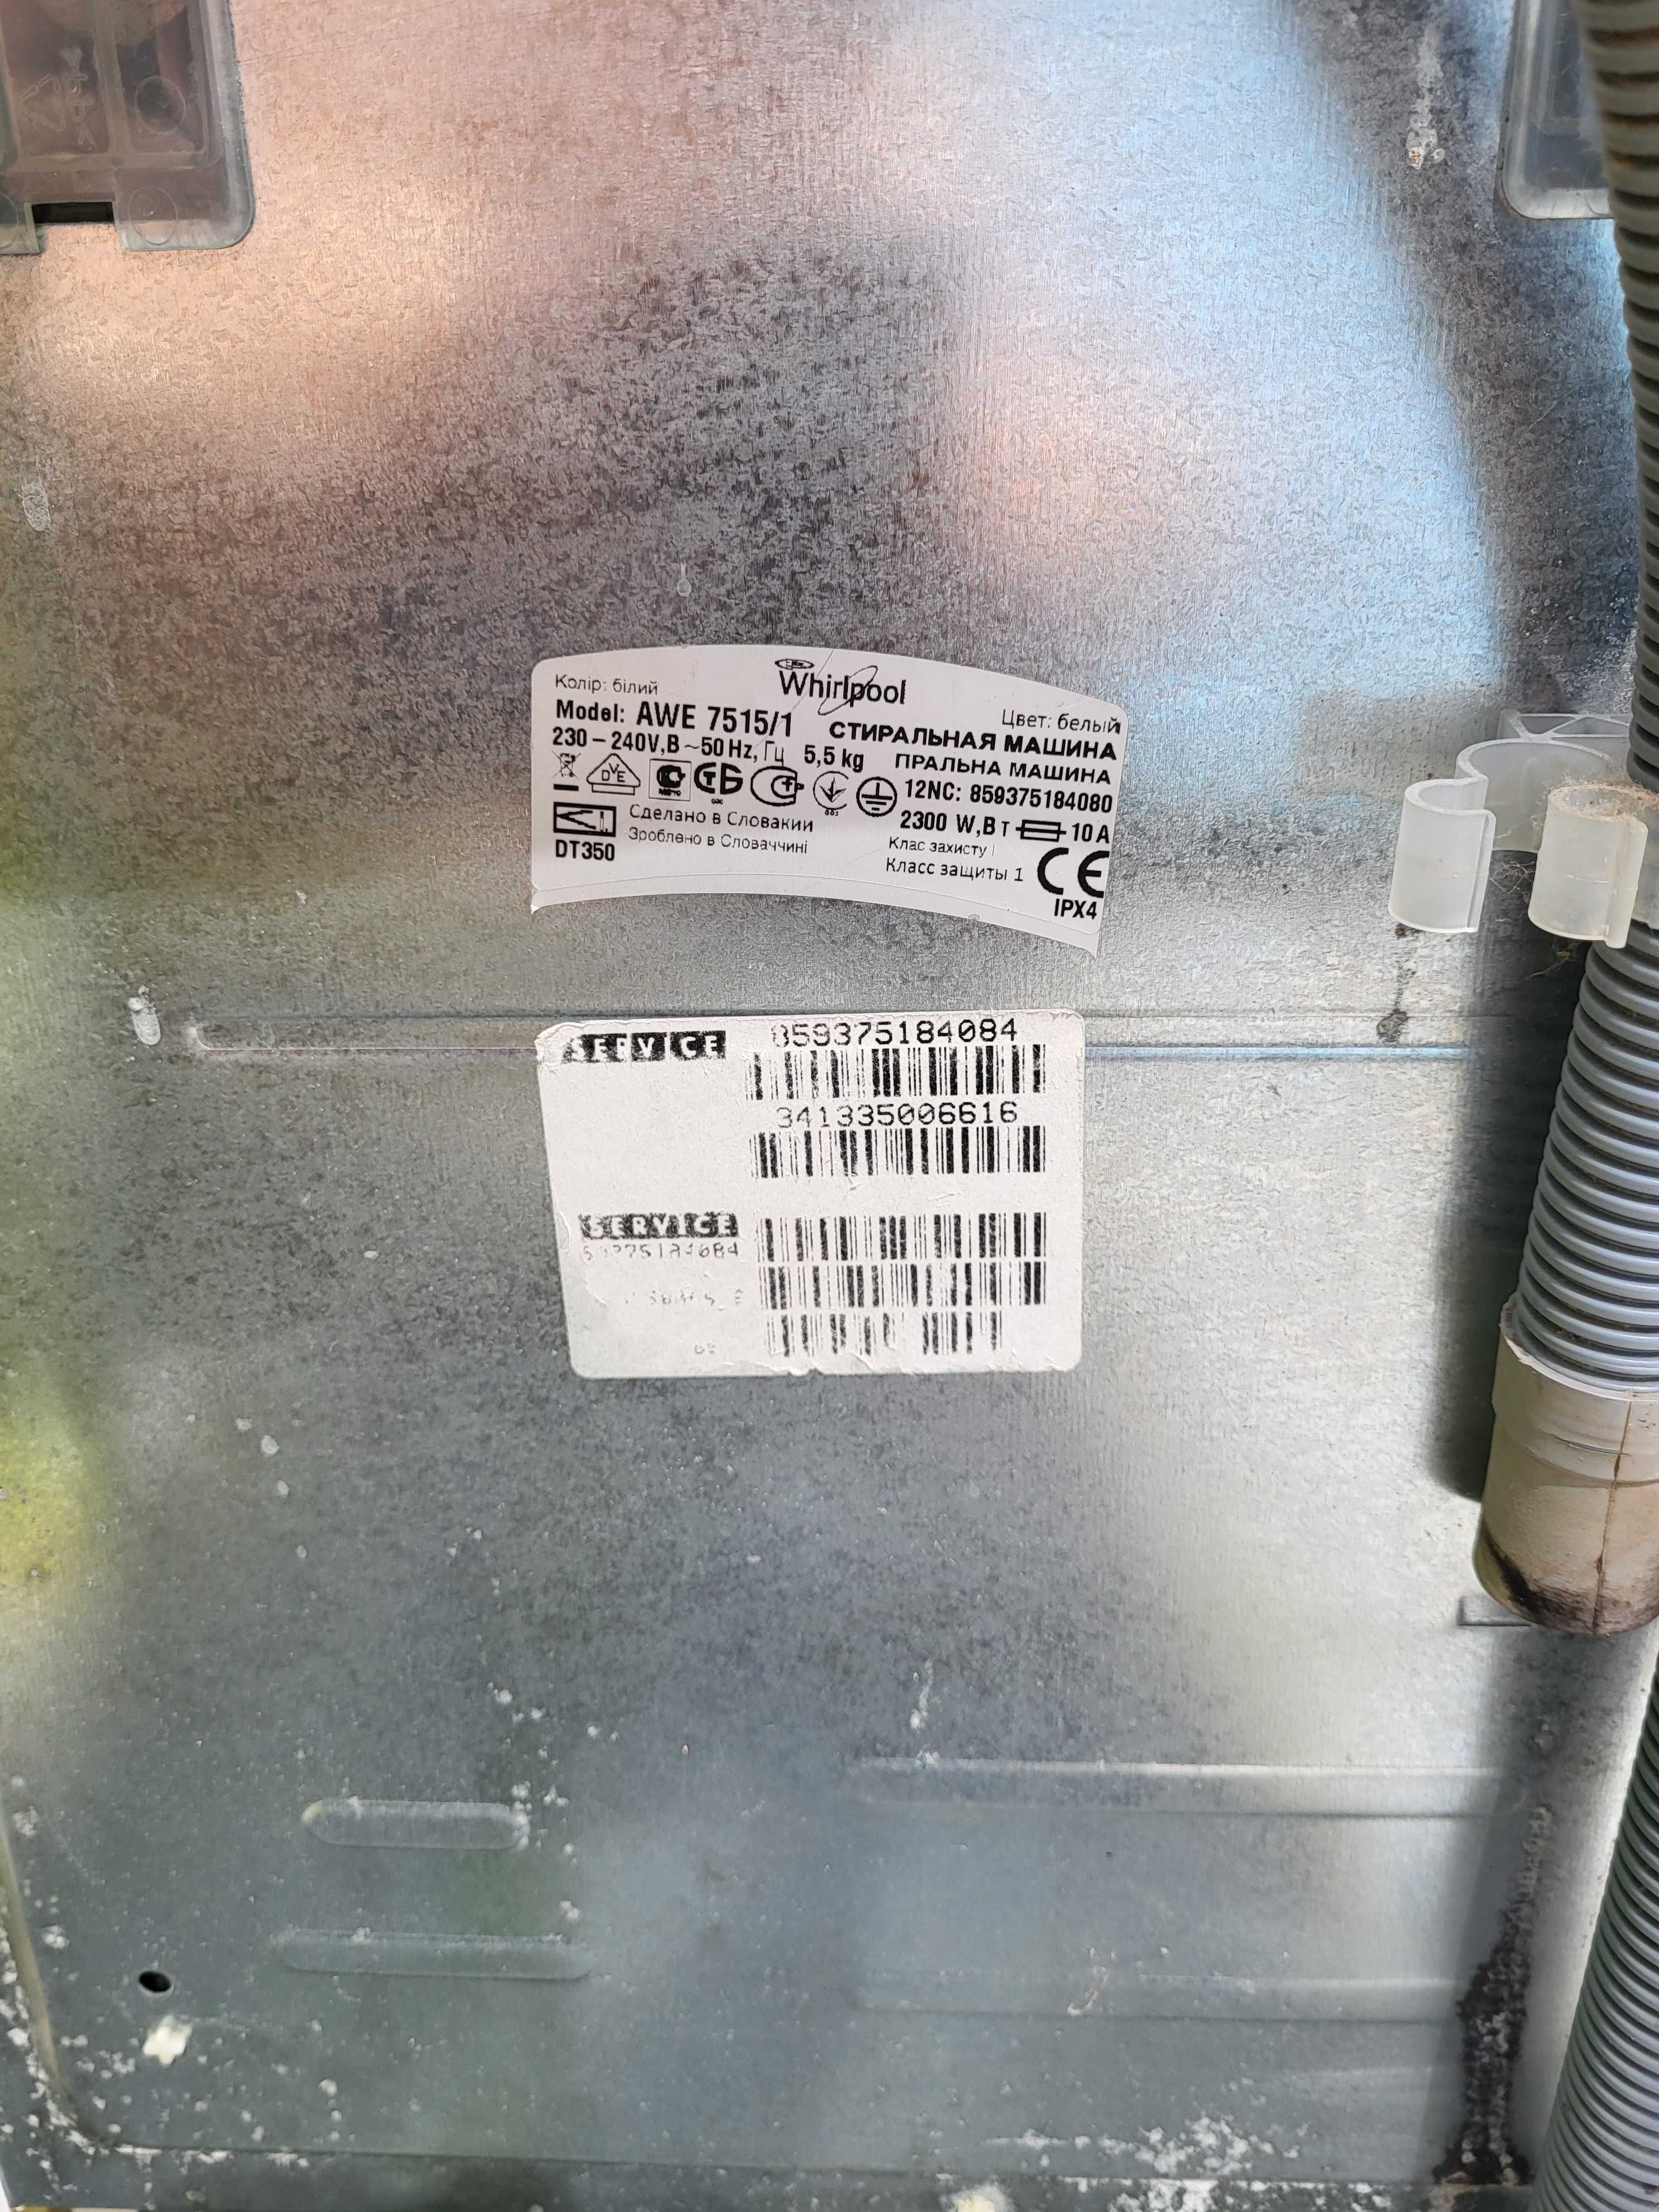 Whirlpool
Колір: білий
Цвет: белый
Model: AWE 7515/1
СТИРАЛЬНАЯ МАШИНА
230 – 240V,В ~50 Hz, Гц 5,5 kg
ПРАЛЬНА МАШИНА
12NC: 859375184080
2300 W,Вт 10 A
Сделано в Словакии
Зроблено в Словаччині
DT350
Клас захисту I
Класс защиты 1
CE
IPX4
SERVICE 859375184084
341335006616
SERVICE